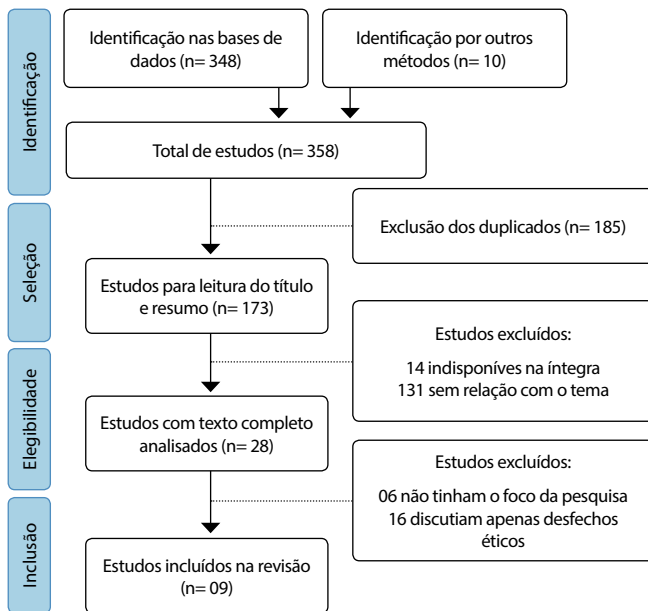 Identificação
Identificação nas bases de
dados (n= 348)
Identificação por outros
métodos (n= 10)
Total de estudos (n= 358)
Seleção
Exclusão dos duplicados (n= 185)
Estudos para leitura do título
e resumo (n= 173)
Estudos excluídos:
14 indisponíves na íntegra
131 sem relação com o tema
Elegibilidade
Estudos com texto completo
analisados (n= 28)
Estudos excluídos:
06 não tinham o foco da pesquisa
16 discutiam apenas desfechos
éticos
Inclusão
Estudos incluídos na revisão
(n= 09)